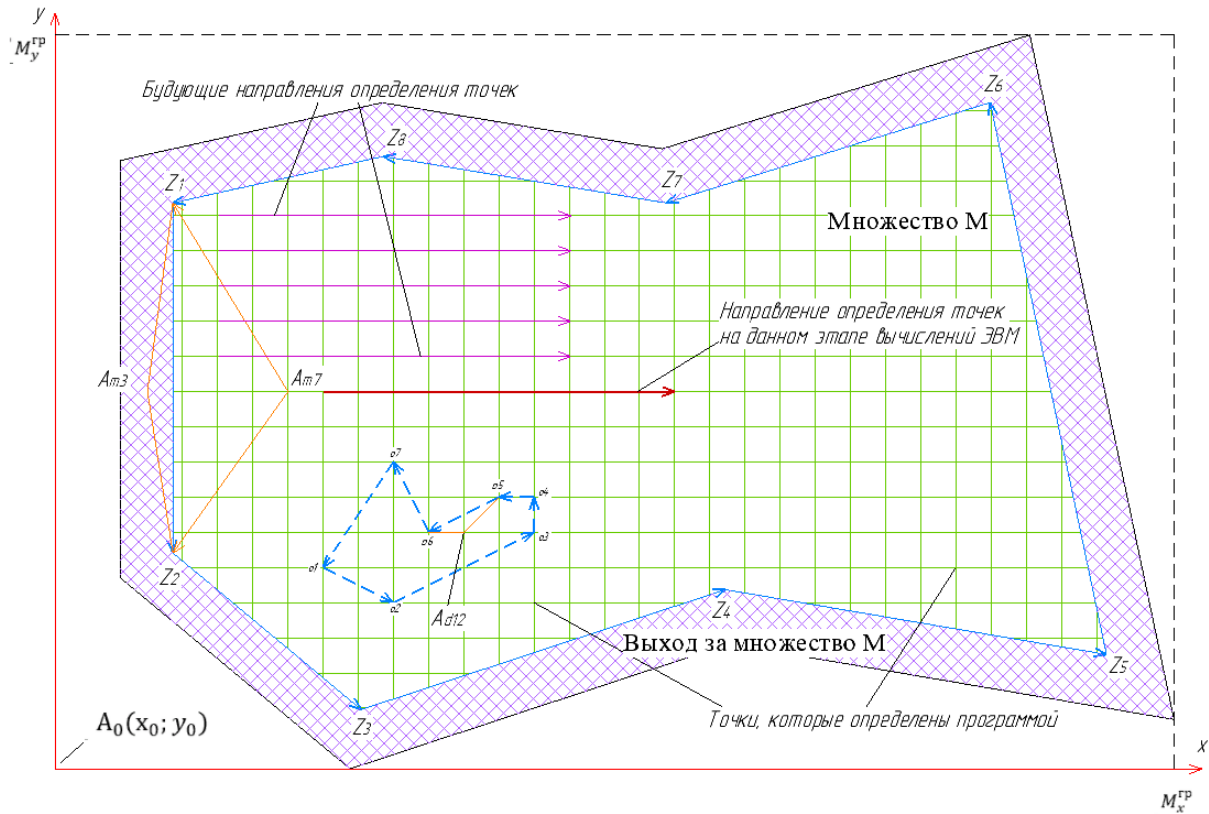 y
M_y^гр
Будующие направления определения точек
Z6
Z8
Z1
Z7
Множество М
Направление определения точек
на данном этапе вычислений ЭВМ
Am3
Am7
o7
o5
o4
o6
o3
o1
Z2
o2
Ad12
Z4
Выход за множество М
Z5
Z3
A₀(x₀; y₀)
Точки, которые определены программой
x
M_x^гр